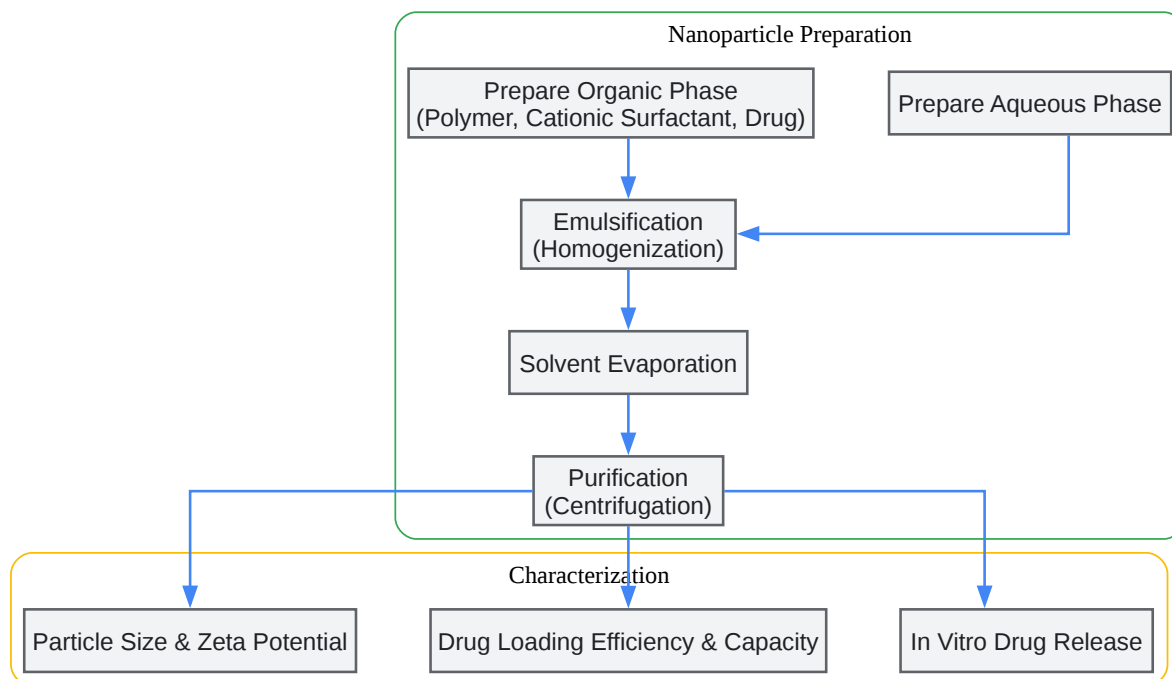 Nanoparticle Preparation
Prepare Organic Phase
(Polymer, Cationic Surfactant, Drug)
Prepare Aqueous Phase
Emulsification
(Homogenization)
Solvent Evaporation
Purification
(Centrifugation)
Characterization
Particle Size & Zeta Potential
Drug Loading Efficiency & Capacity
In Vitro Drug Release